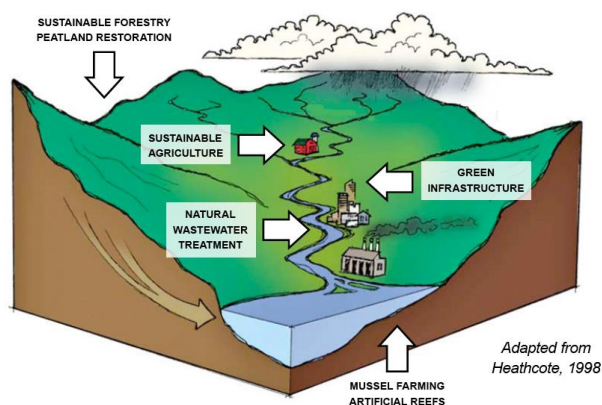 SUSTAINABLE FORESTRY
PEATLAND RESTORATION
SUSTAINABLE
AGRICULTURE
GREEN
INFRASTRUCTURE
NATURAL
WASTEWATER
TREATMENT
Adapted from
Heathcote, 1998
MUSSEL FARMING
ARTIFICIAL REEFS